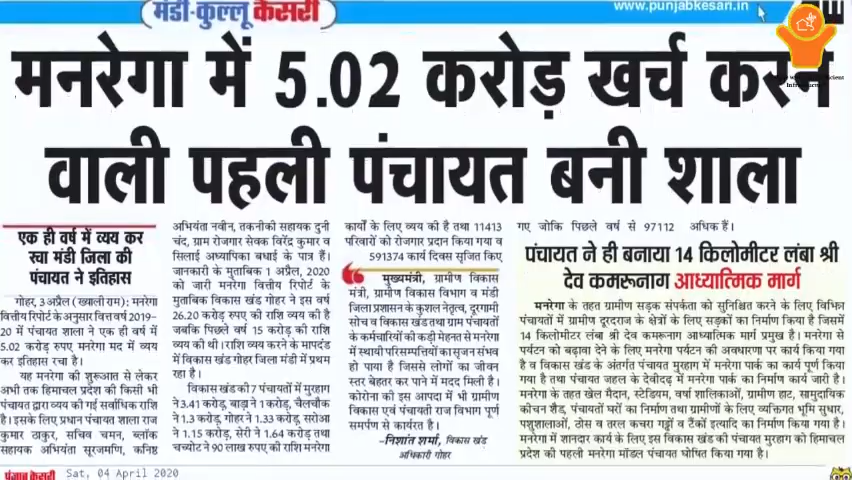 मंडी-कुल्लू केसरी
www.punjabkesari.in
मनरेगा में 5.02 करोड़ खर्च करने
वाली पहली पंचायत बनी शाला
एक ही वर्ष में व्यय कर
रचा मंडी जिला की
पंचायत ने इतिहास
गोहर, 3 अप्रैल (ख्याली राम): मनरेगा
वित्तीय रिपोर्ट के अनुसार वित्त वर्ष 2019-
20 में पंचायत शाला ने एक ही वर्ष में
5.02 करोड़ रुपए मनरेगा मद में व्यय
कर इतिहास रचा है।
यह मनरेगा की शुरूआत से लेकर
अभी तक हिमाचल प्रदेश की किसी भी
पंचायत द्वारा व्यय की गई सर्वाधिक राशि
है। इसके लिए प्रधान पंचायत शाला राज
कुमार ठाकुर, सचिव चमन, ब्लॉक
सहायक अभियंता सूरजमणि, कनिष्ठ
अभियंता नवीन, तकनीकी सहायक दुनी
चंद, ग्राम रोजगार सेवक विरेंद्र कुमार व
सिलाई अध्यापिका बधाई के पात्र हैं।
जानकारी के मुताबिक 1 अप्रैल, 2020
को जारी मनरेगा वित्तीय रिपोर्ट के
मुताबिक विकास खंड गोहर ने इस वर्ष
26.20 करोड़ रुपए की राशि व्यय की है
जबकि पिछले वर्ष 15 करोड़ की राशि
व्यय की थी। राशि व्यय करने के मापदंड
में विकास खंड गोहर जिला मंडी में प्रथम
रहा है।
विकास खंड की 7 पंचायतों में मुरहाग
ने 3.41 करोड़, बाड़ा ने 1 करोड़, चैलचौक
ने 1.3 करोड़, गोहर ने 1.33 करोड़, सरोआ
ने 1.15 करोड़, सेरी ने 1.64 करोड़ तथा
चच्योट ने 90 लाख रुपए की राशि मनरेगा
कार्यों के लिए व्यय की है तथा 11413
परिवारों को रोजगार प्रदान किया गया व
591374 कार्य दिवस सृजित किए
गए जोकि पिछले वर्ष से 97112 अधिक हैं।
मुख्यमंत्री, ग्रामीण विकास
मंत्री, ग्रामीण विकास विभाग व मंडी
जिला प्रशासन के कुशल नेतृत्व, दूरगामी
सोच व विकास खंड तथा ग्राम पंचायतों
के कर्मचारियों की कड़ी मेहनत से मनरेगा
में स्थायी परिसम्पत्तियों का सृजन संभव
हो पाया है जिससे लोगों का जीवन
स्तर बेहतर कर पाने में मदद मिली है।
कोरोना की इस आपदा में भी ग्रामीण
विकास एवं पंचायती राज विभाग पूर्ण
समर्पण से कार्यरत है।
-निशांत शर्मा, विकास खंड
अधिकारी गोहर
पंचायत ने ही बनाया 14 किलोमीटर लंबा श्री
देव कमरूनाग आध्यात्मिक मार्ग
मनरेगा के तहत ग्रामीण सड़क संपर्कता को सुनिश्चित करने के लिए विभिन्न
पंचायतों में ग्रामीण दूरदराज के क्षेत्रों के लिए सड़कों का निर्माण किया है जिसमें
14 किलोमीटर लंबा श्री देव कमरूनाग आध्यात्मिक मार्ग प्रमुख है। मनरेगा से
पर्यटन को बढ़ावा देने के लिए मनरेगा पर्यटन की अवधारणा पर कार्य किया गया
है व विकास खंड के अंतर्गत पंचायत मुरहाग में मनरेगा पार्क का कार्य पूर्ण किया
गया है तथा पंचायत जहल के देवीदड़ में मनरेगा पार्क का निर्माण कार्य जारी है।
मनरेगा के तहत खेल मैदान, स्टेडियम, वर्षा शालिकाओं, ग्रामीण हाट, सामुदायिक
कीचन शैड, पंचायतों घरों का निर्माण तथा ग्रामीणों के लिए व्यक्तिगत भूमि सुधार,
पशुशालाओं, ठोस व तरल कचरा गड्ढों व टैंकों इत्यादि का निर्माण किया गया है।
मनरेगा में शानदार कार्य के लिए इस विकास खंड की पंचायत मुरहाग को हिमाचल
प्रदेश की पहली मनरेगा मॉडल पंचायत घोषित किया गया है।
पंजाब केसरी Sat, 04 April 2020